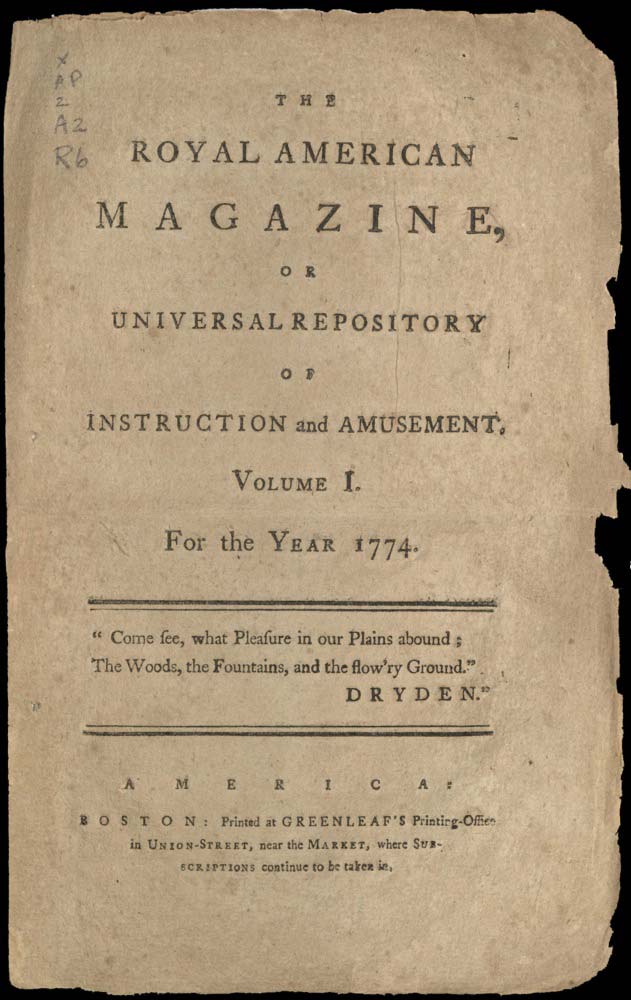 x
AP
2
A2
R6
THE
ROYAL AMERICAN
MAGAZINE,
OR
UNIVERSAL REPOSITORY
OF
INSTRUCTION and AMUSEMENT.
VOLUME I.
For the YEAR 1774.
“ Come ſee, what Pleaſure in our Plains abound ;
The Woods, the Fountains, and the flow'ry Ground.”
DRYDEN.”
AMERICA:
BOSTON: Printed at GREENLEAF'S Printing-Office
in UNION-STREET, near the MARKET, where SUB-
SCRIPTIONS continue to be taken in.